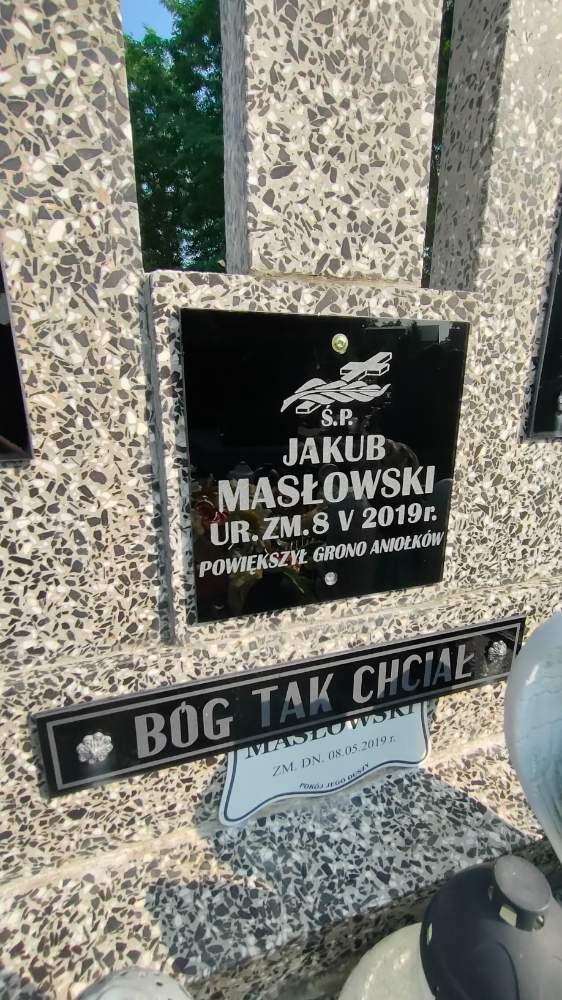 Ś.P.
JAKUB
MASŁOWSKI
UR. ZM. 8 V 2019 r.
POWIEKSZYŁ GRONO ANIOŁKÓW
BÓG TAK CHCIAŁ
MASŁOWSKI
ZM. DN. 08.05.2019 r.
POKÓJ JEGO DUSZY